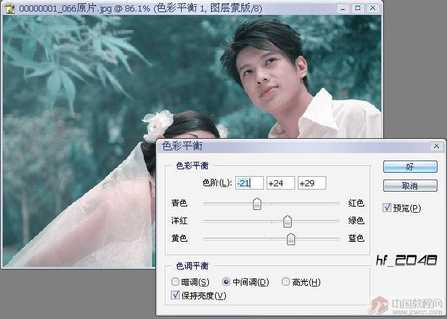 00000001_066原片.jpg @ 86.1% (色彩平衡 1, 图层蒙版/8)
色彩平衡
色彩平衡
色阶(L): -21 +24 +29
青色 红色
洋红 绿色
黄色 蓝色
色调平衡
暗调(S) 中间调(D) 高光(H)
保持亮度(V)
好
取消
预览(P)
hf_2048
中国教程网